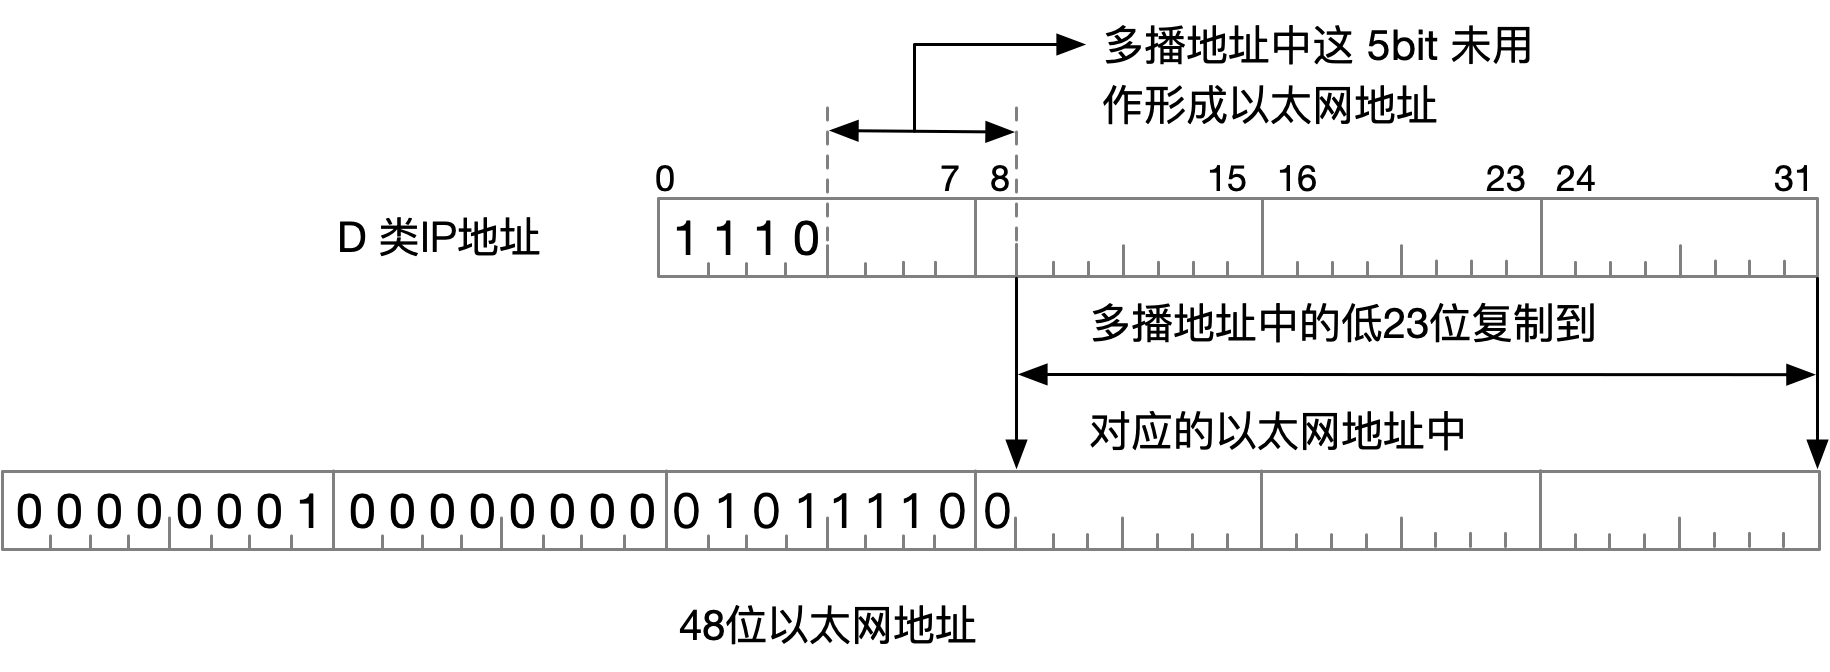 多播地址中这 5bit 未用
作形成以太网地址
0 7 8 15 16 23 24 31
D 类IP地址 1 1 1 0
多播地址中的低23位复制到
对应的以太网地址中
0 0 0 0 0 0 0 1 0 0 0 0 0 0 0 0 0 1 0 1 1 1 1 0 0
48位以太网地址